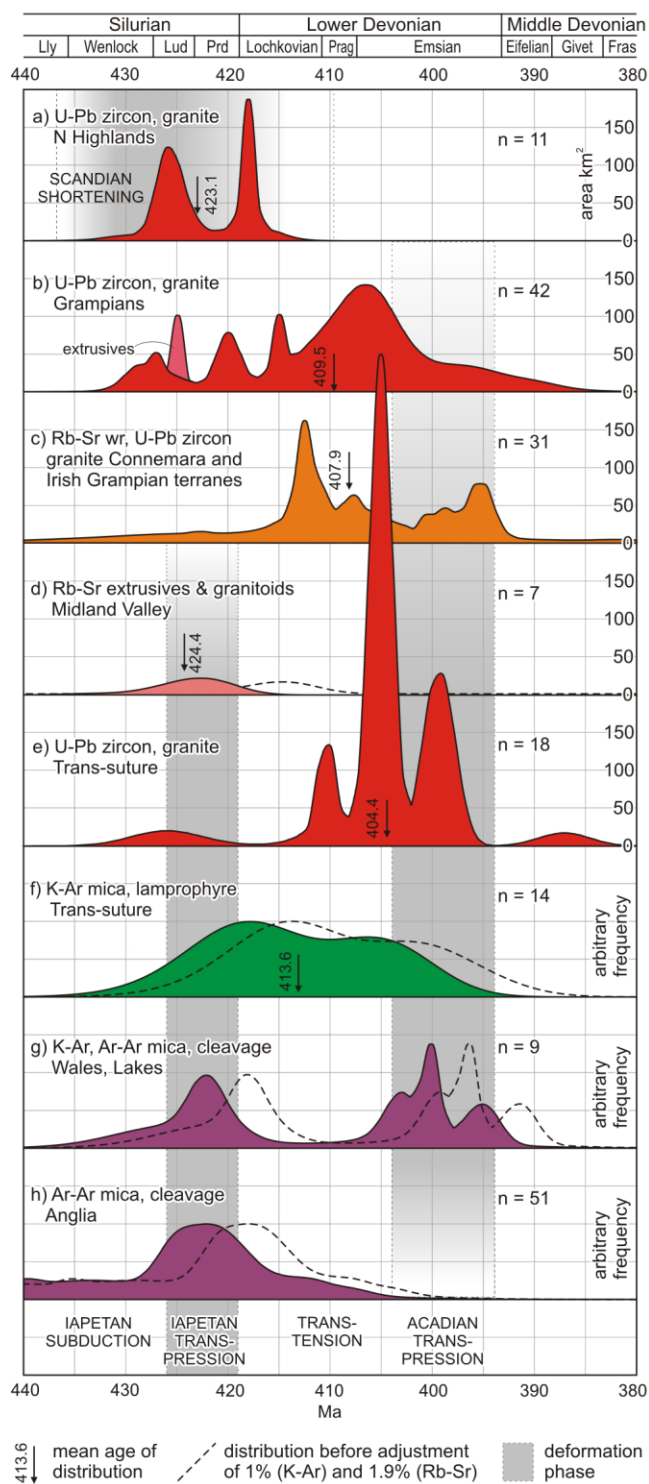 Silurian Lower Devonian Middle Devonian
Lly Wenlock Lud Prd Lochkovian Prag Emsian Eifelian Givet Fras
440 430 420 410 400 390 380
a) U-Pb zircon, granite
N Highlands
n = 11
SCANDIAN
SHORTENING
423.1
150
100
50
0
area km²
b) U-Pb zircon, granite
Grampians
n = 42
extrusives
409.5
150
100
50
0
c) Rb-Sr wr, U-Pb zircon
granite Connemara and
Irish Grampian terranes
n = 31
407.9
150
100
50
0
d) Rb-Sr extrusives & granitoids
Midland Valley
n = 7
424.4
150
100
50
0
e) U-Pb zircon, granite
Trans-suture
n = 18
404.4
150
100
50
0
f) K-Ar mica, lamprophyre
Trans-suture
n = 14
413.6
arbitrary
frequency
g) K-Ar, Ar-Ar mica, cleavage
Wales, Lakes
n = 9
arbitrary
frequency
h) Ar-Ar mica, cleavage
Anglia
n = 51
arbitrary
frequency
IAPETAN
SUBDUCTION
IAPETAN
TRANS-
PRESSION
TRANS-
TENSION
ACADIAN
TRANS-
PRESSION
440 430 420 410 400 390 380
Ma
413.6
mean age of
distribution
distribution before adjustment
of 1% (K-Ar) and 1.9% (Rb-Sr)
deformation
phase